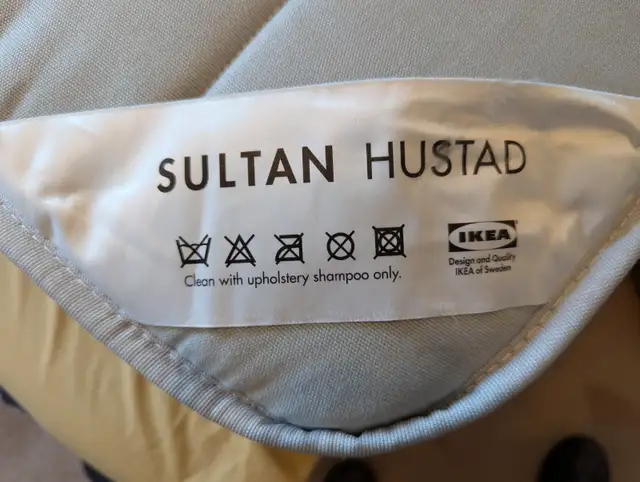 SULTAN HUSTAD
IKEA
Design and Quality
IKEA of Sweden
Clean with upholstery shampoo only.